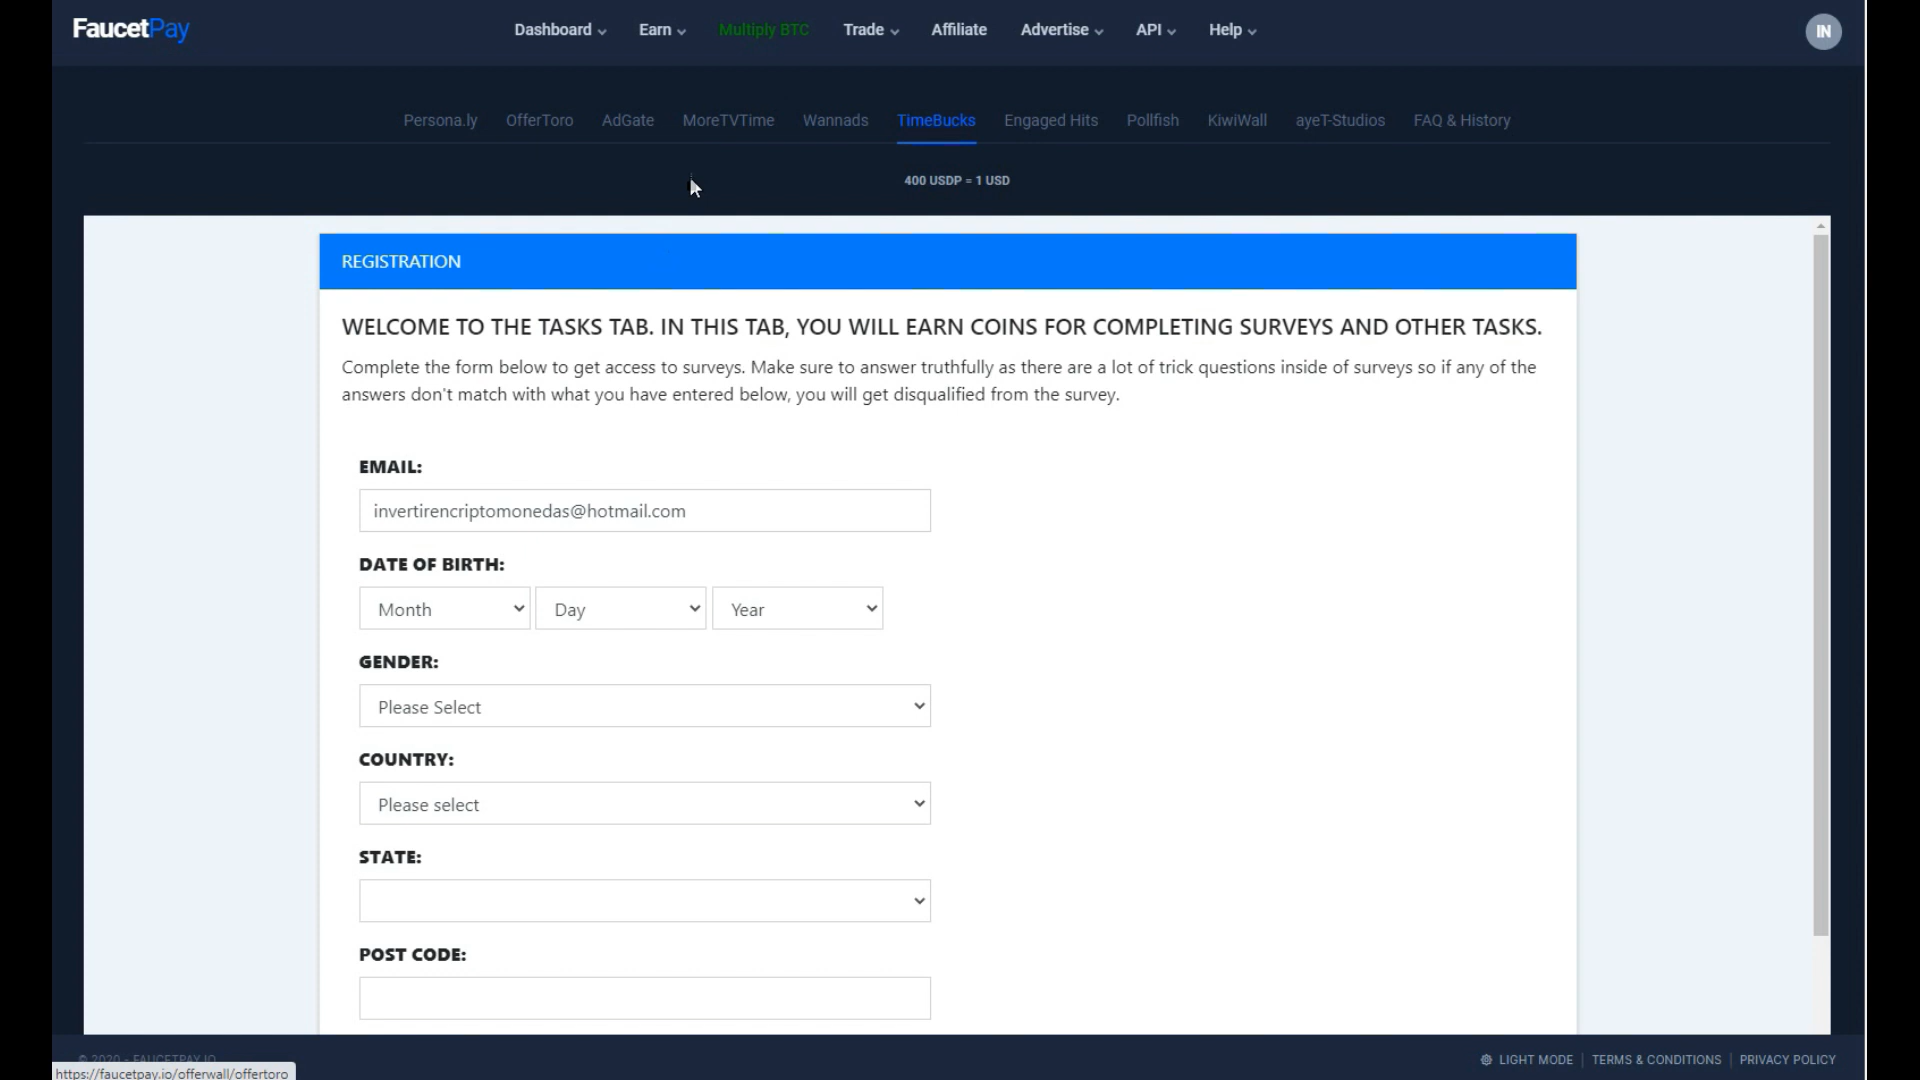 FaucetPay
Dashboard
Earn
Multiply BTC
Trade
Affiliate
Advertise
API
Help
IN
Persona.ly
OfferToro
AdGate
MoreTVTime
Wannads
TimeBucks
Engaged Hits
Pollfish
KiwiWall
ayeT-Studios
FAQ & History
400 USDP = 1 USD
REGISTRATION
WELCOME TO THE TASKS TAB. IN THIS TAB, YOU WILL EARN COINS FOR COMPLETING SURVEYS AND OTHER TASKS.
Complete the form below to get access to surveys. Make sure to answer truthfully as there are a lot of trick questions inside of surveys so if any of the
answers don't match with what you have entered below, you will get disqualified from the survey.
EMAIL:
invertirencriptomonedas@hotmail.com
DATE OF BIRTH:
Month
Day
Year
GENDER:
Please Select
COUNTRY:
Please select
STATE:
POST CODE:
© 2020 - FAUCETPAY.IO
LIGHT MODE
TERMS & CONDITIONS
PRIVACY POLICY
https://faucetpay.io/offerwall/offertoro